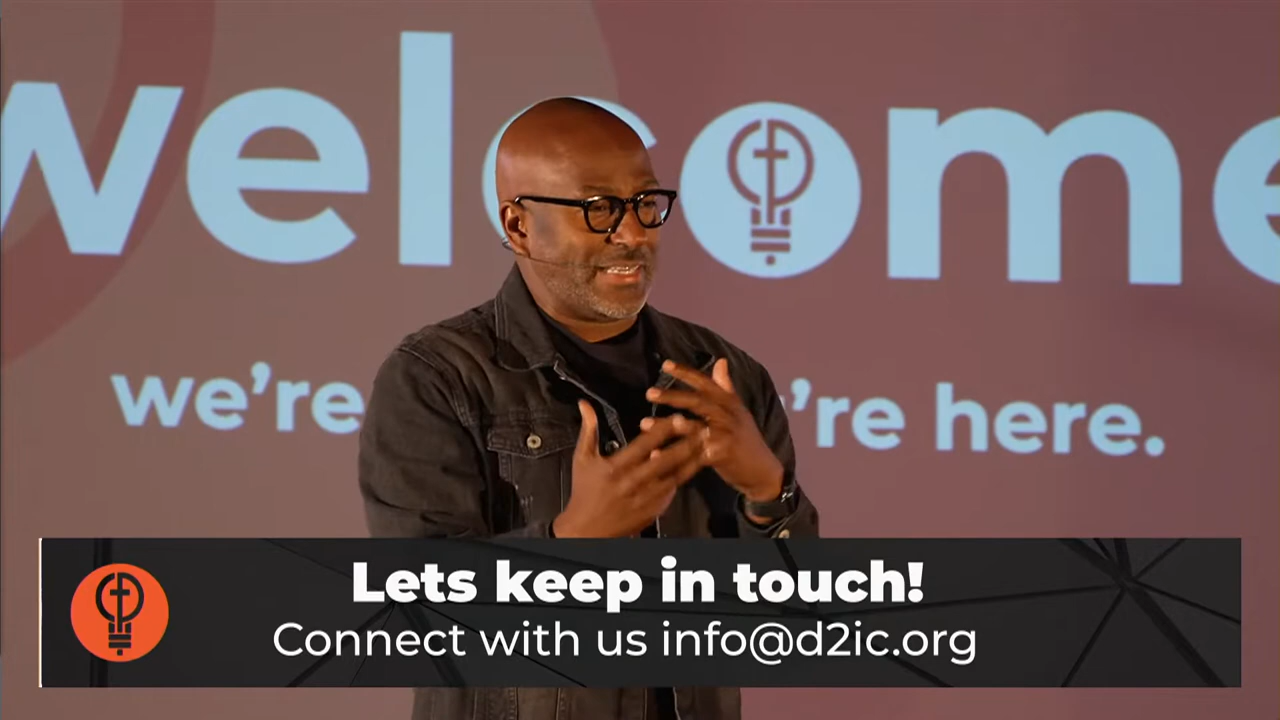 welcome
we're 're here.
Lets keep in touch!
Connect with us info@d2ic.org